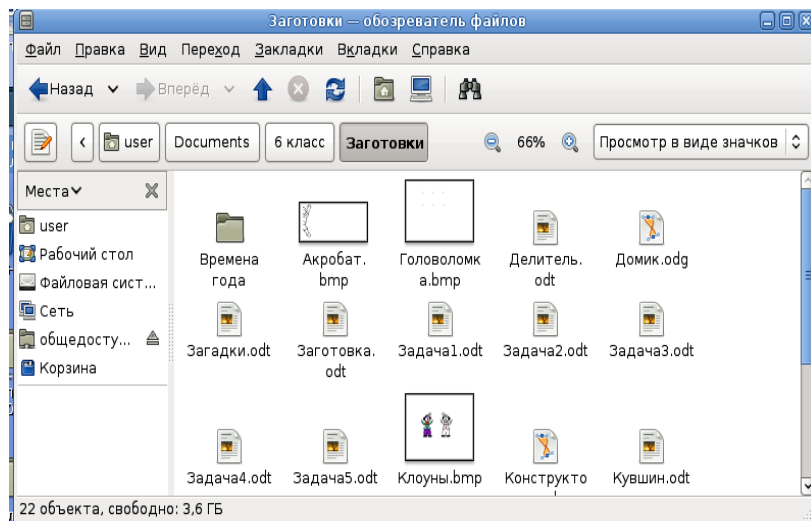 Заготовки — обозреватель файлов
Файл Правка Вид Переход Закладки Вкладки Справка
Назад Вперёд
user Documents 6 класс Заготовки 66% Просмотр в виде значков
Места
user
Рабочий стол
Файловая сист...
Сеть
общедосту...
Корзина
Времена года
Акробат.bmp
Головоломка.bmp
Делитель.odt
Домик.odg
Загадки.odt
Заготовка.odt
Задача1.odt
Задача2.odt
Задача3.odt
Задача4.odt
Задача5.odt
Клоуны.bmp
Конструкто
Кувшин.odt
22 объекта, свободно: 3,6 ГБ